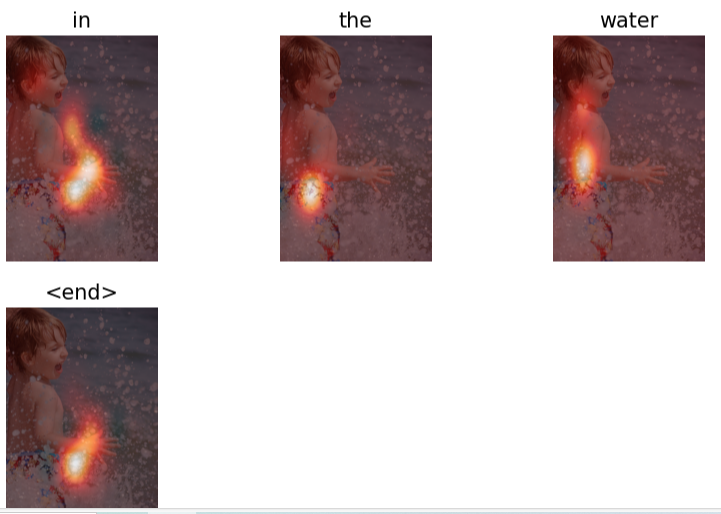 in
the
water
<end>